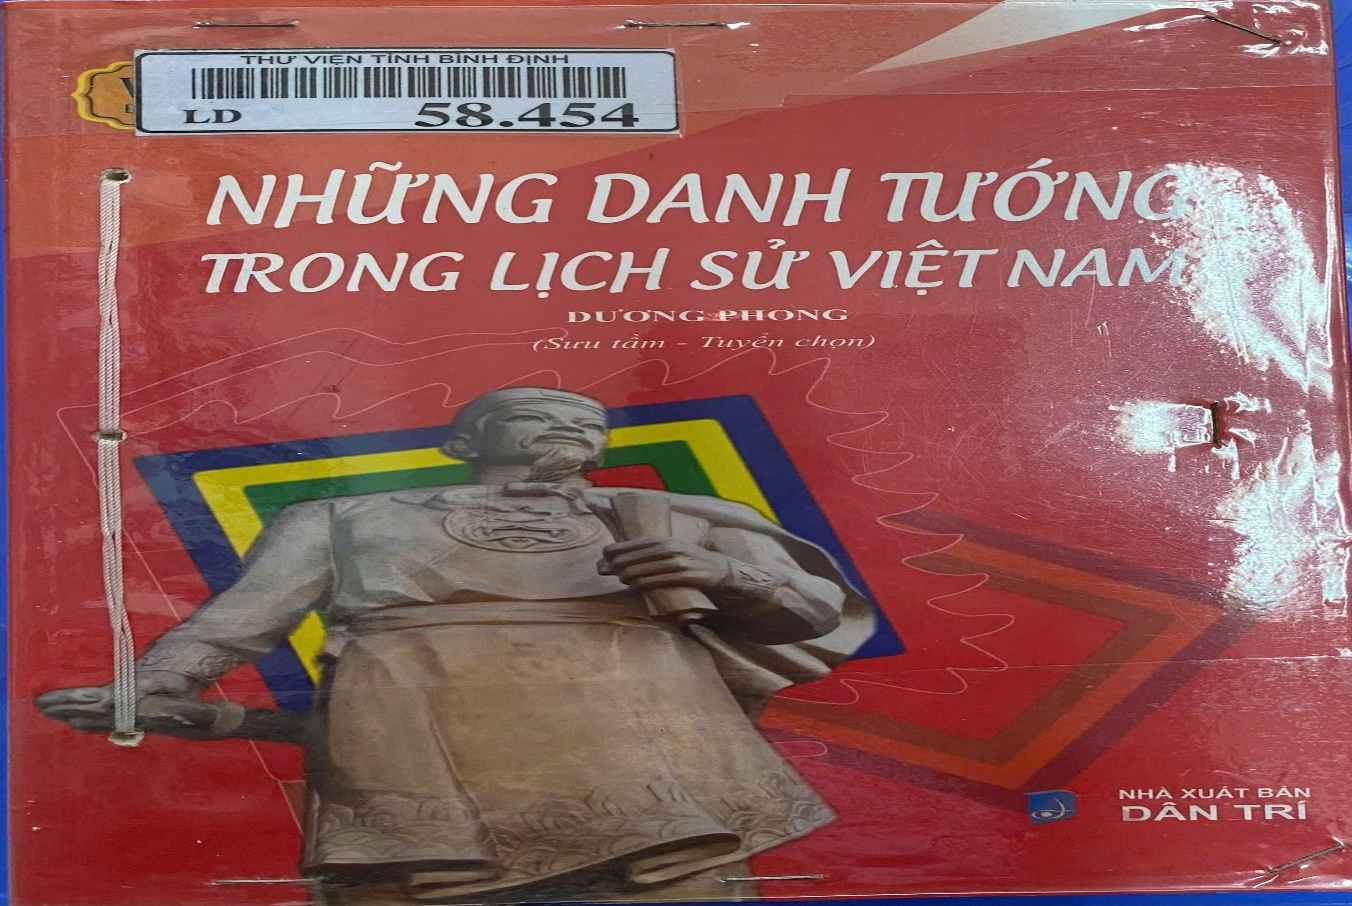 THƯ VIỆN TỈNH BÌNH ĐỊNH
LD 58.454
NHỮNG DANH TƯỚNG
TRONG LỊCH SỬ VIỆT NAM
DƯƠNG PHONG
(Sưu tầm - Tuyển chọn)
NHÀ XUẤT BẢN
DÂN TRÍ